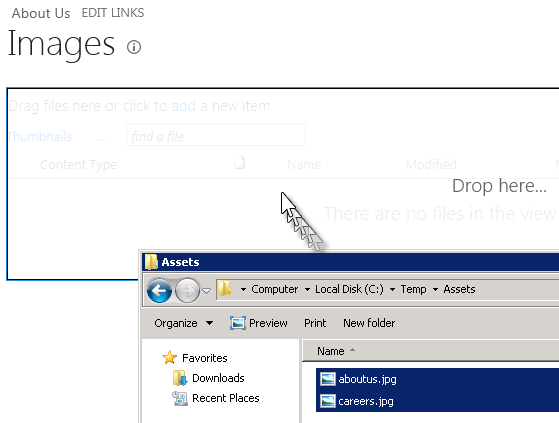 About Us EDIT LINKS
Images
Drag files here or click to add a new item
Thumbnails ... find a file
Content Type Name Modified
Drop here...
There are no files in the view
Assets
Computer Local Disk (C:) Temp Assets
Organize Preview Print New folder
Favorites
Downloads
Recent Places
Name
aboutus.jpg
careers.jpg